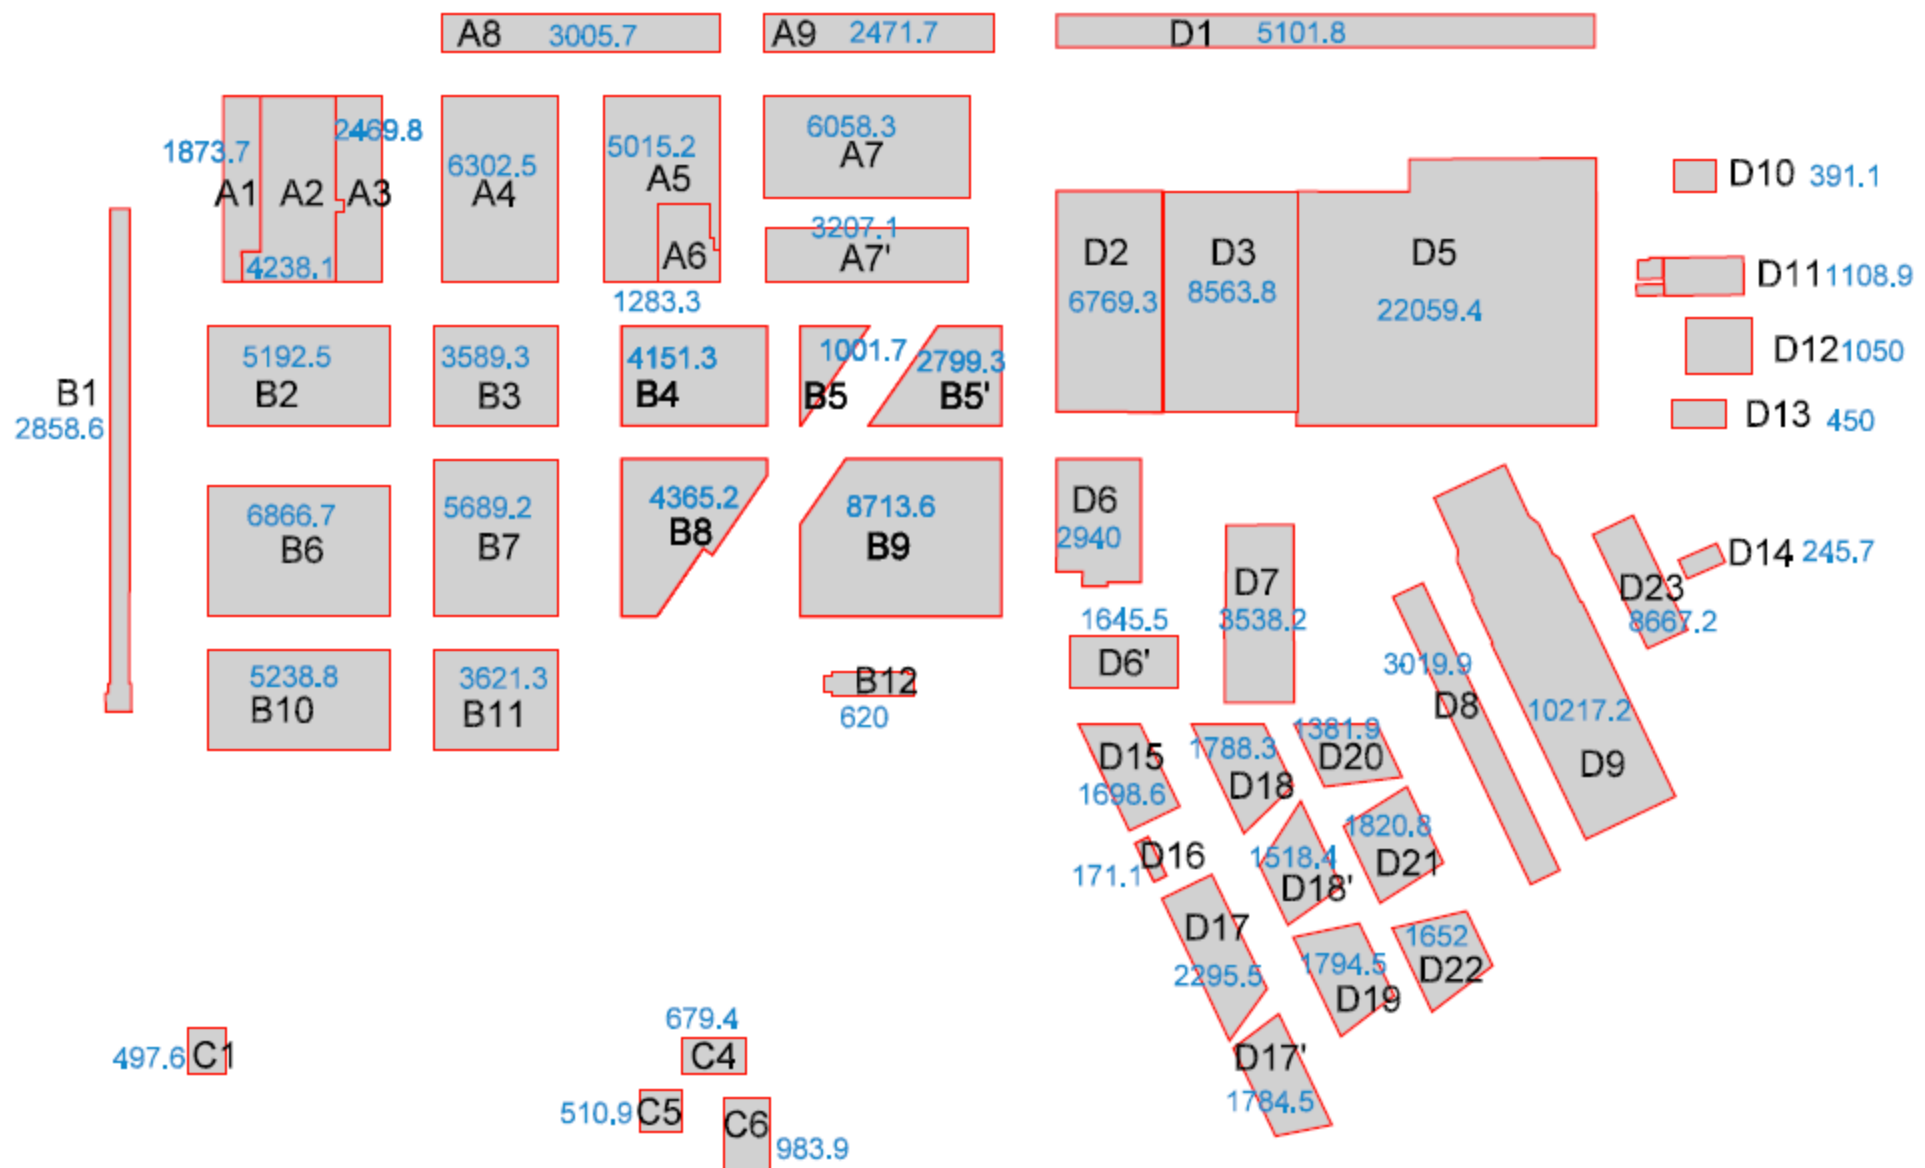 A8 3005.7
A9 2471.7
D1 5101.8
1873.7
A1
A2
4238.1
2469.8
A3
6302.5
A4
5015.2
A5
A6
1283.3
6058.3
A7
3207.1
A7'
D2
6769.3
D3
8563.8
D5
22059.4
D10 391.1
D11 1108.9
D12 1050
D13 450
B1
2858.6
5192.5
B2
3589.3
B3
4151.3
B4
1001.7
B5
2799.3
B5'
6866.7
B6
5689.2
B7
4365.2
B8
8713.6
B9
D6
2940
1645.5
D6'
D7
3538.2
3019.9
D8
10217.2
D9
D23
8667.2
D14 245.7
5238.8
B10
3621.3
B11
B12
620
D15
1698.6
1788.3
D18
1381.9
D20
D16
171.1
1518.4
D18'
1820.8
D21
D17
2295.5
1794.5
D19
1652
D22
D17'
1784.5
497.6 C1
679.4
C4
510.9 C5
C6
983.9